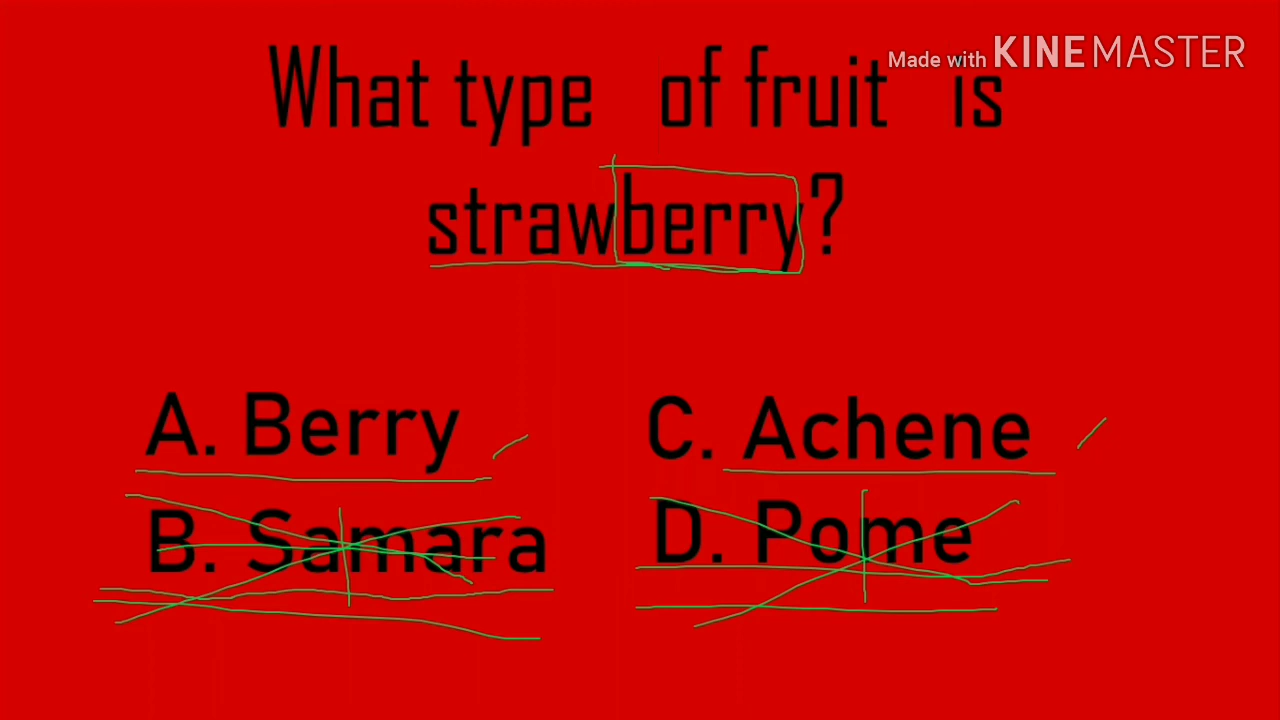 Made with KINEMASTER
What type of fruit is
strawberry?
A. Berry
C. Achene
B. Samara
D. Pome